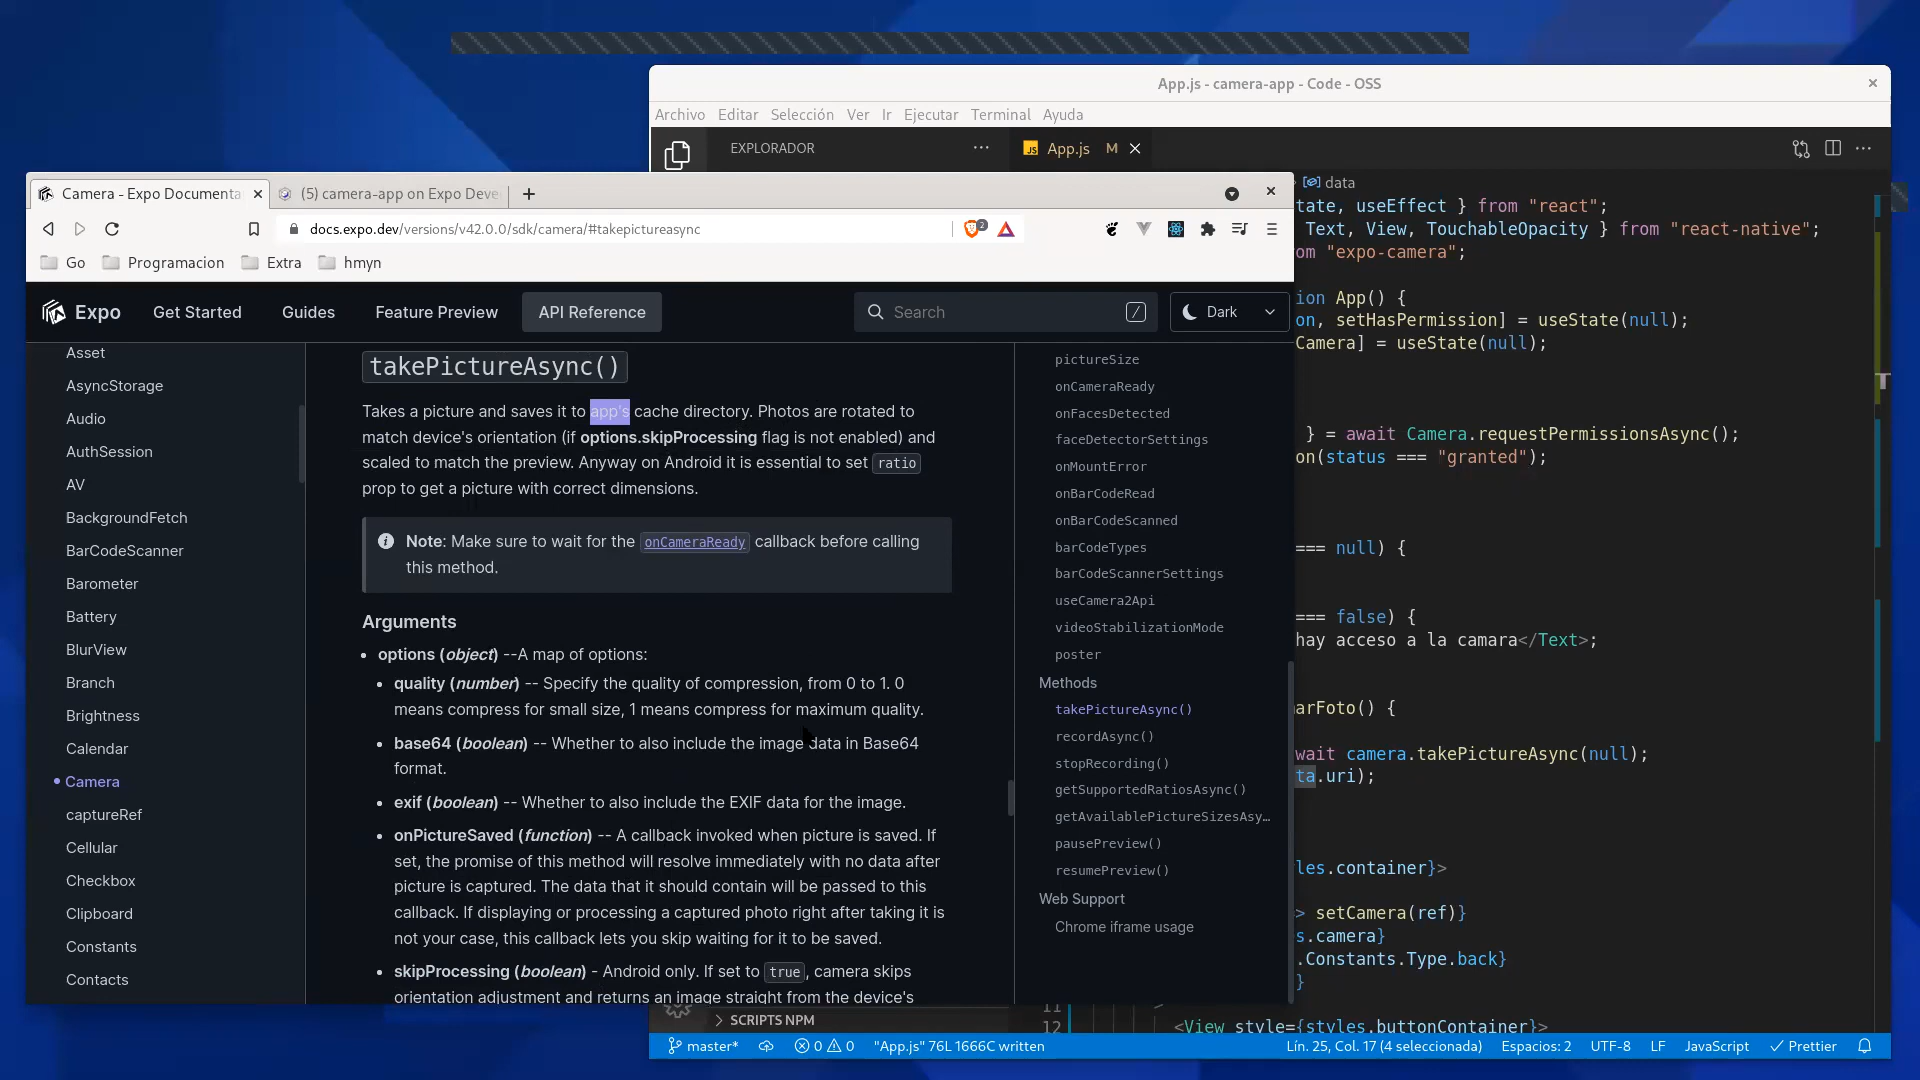 App.js - camera-app - Code - OSS
Archivo Editar Selección Ver Ir Ejecutar Terminal Ayuda
EXPLORADOR
App.js M
data
Camera - Expo Documenta
(5) camera-app on Expo Deve
docs.expo.dev/versions/v42.0.0/sdk/camera/#takepictureasync
2
Go Programacion Extra hmyn
Expo
Get Started Guides Feature Preview API Reference
Search /
Dark
Asset
AsyncStorage
Audio
AuthSession
AV
BackgroundFetch
BarCodeScanner
Barometer
Battery
BlurView
Branch
Brightness
Calendar
Camera
captureRef
Cellular
Checkbox
Clipboard
Constants
Contacts
takePictureAsync()
Takes a picture and saves it to app's cache directory. Photos are rotated to
match device's orientation (if options.skipProcessing flag is not enabled) and
scaled to match the preview. Anyway on Android it is essential to set ratio
prop to get a picture with correct dimensions.
Note: Make sure to wait for the onCameraReady callback before calling
this method.
Arguments
• options (object) --A map of options:
• quality (number) -- Specify the quality of compression, from 0 to 1. 0
means compress for small size, 1 means compress for maximum quality.
• base64 (boolean) -- Whether to also include the image data in Base64
format.
• exif (boolean) -- Whether to also include the EXIF data for the image.
• onPictureSaved (function) -- A callback invoked when picture is saved. If
set, the promise of this method will resolve immediately with no data after
picture is captured. The data that it should contain will be passed to this
callback. If displaying or processing a captured photo right after taking it is
not your case, this callback lets you skip waiting for it to be saved.
• skipProcessing (boolean) - Android only. If set to true, camera skips
orientation adjustment and returns an image straight from the device's
pictureSize
onCameraReady
onFacesDetected
faceDetectorSettings
onMountError
onBarCodeRead
onBarCodeScanned
barCodeTypes
barCodeScannerSettings
useCamera2Api
videoStabilizationMode
poster
Methods
takePictureAsync()
recordAsync()
stopRecording()
getSupportedRatiosAsync()
getAvailablePictureSizesAsy…
pausePreview()
resumePreview()
Web Support
Chrome iframe usage
tate, useEffect } from "react";
Text, View, TouchableOpacity } from "react-native";
om "expo-camera";
ion App() {
on, setHasPermission] = useState(null);
Camera] = useState(null);
} = await Camera.requestPermissionsAsync();
on(status === "granted");
=== null) {
=== false) {
hay acceso a la camara</Text>;
arFoto() {
wait camera.takePictureAsync(null);
ta.uri);
les.container}>
> setCamera(ref)}
s.camera}
.Constants.Type.back}
}
11 >
12 <View style={styles.buttonContainer}>
SCRIPTS NPM
master* 0 0 "App.js" 76L 1666C written
Lín. 25, Col. 17 (4 seleccionada) Espacios: 2 UTF-8 LF JavaScript Prettier